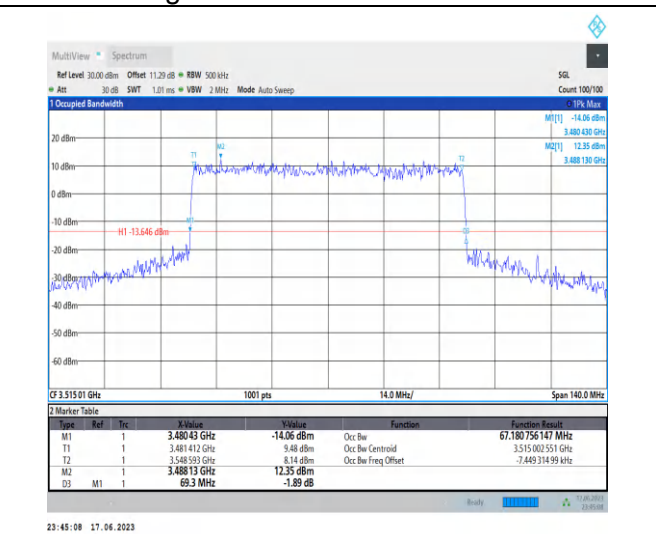 MultiView Spectrum
Ref Level 30.00 dBm Offset 11.29 dB RBW 500 kHz SGL
Att 30 dB SWT 1.01 ms VBW 2 MHz Mode Auto Sweep Count 100/100
1 Occupied Bandwidth 1Pk Max
M1[1] -14.06 dBm
3.480 430 GHz
M2[1] 12.35 dBm
3.488 130 GHz
20 dBm
M2
T1
T2
10 dBm
0 dBm
-10 dBm
M1
H1 -13.646 dBm
D3
-20 dBm
-30 dBm
-40 dBm
-50 dBm
-60 dBm
CF 3.515 01 GHz 1001 pts 14.0 MHz/ Span 140.0 MHz
2 Marker Table
Type Ref Trc X-Value Y-Value Function Function Result
M1 1 3.48043 GHz -14.06 dBm Occ Bw 67.180 756 147 MHz
T1 1 3.481 412 GHz 9.48 dBm Occ Bw Centroid 3.515 002 551 GHz
T2 1 3.548 593 GHz 8.14 dBm Occ Bw Freq Offset -7.449 314 99 kHz
M2 1 3.48813 GHz 12.35 dBm
D3 M1 1 69.3 MHz -1.89 dB
Ready 17.06.2023
23:45:08
23:45:08 17.06.2023